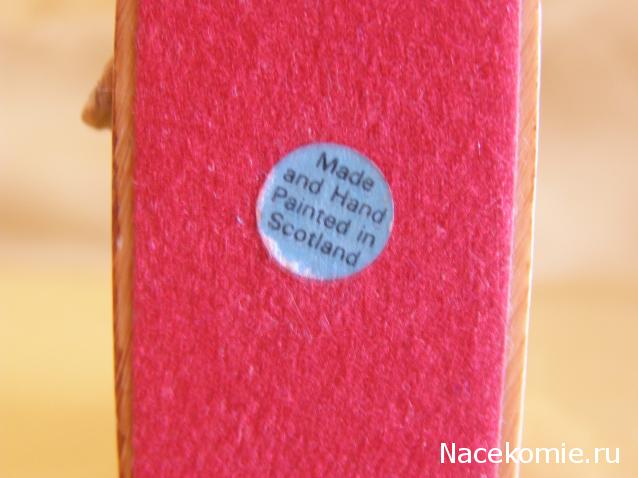 Made
and Hand
Painted in
Scotland
Nacekomie.ru